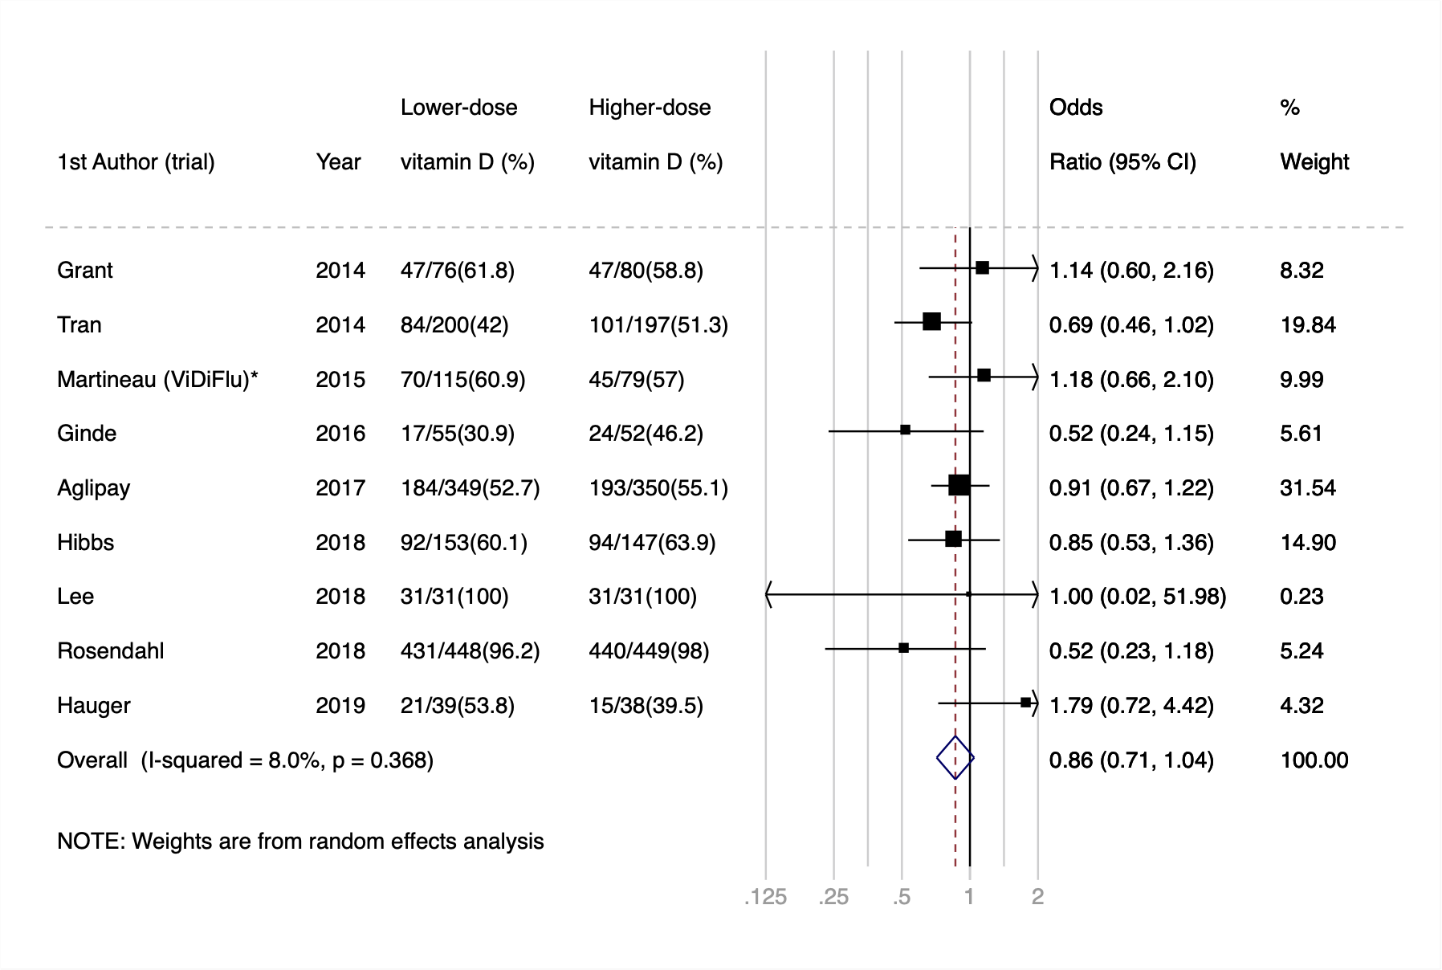 Lower-dose Higher-dose Odds %
1st Author (trial) Year vitamin D (%) vitamin D (%) Ratio (95% CI) Weight
Grant 2014 47/76(61.8) 47/80(58.8) 1.14 (0.60, 2.16) 8.32
Tran 2014 84/200(42) 101/197(51.3) 0.69 (0.46, 1.02) 19.84
Martineau (ViDiFlu)* 2015 70/115(60.9) 45/79(57) 1.18 (0.66, 2.10) 9.99
Ginde 2016 17/55(30.9) 24/52(46.2) 0.52 (0.24, 1.15) 5.61
Aglipay 2017 184/349(52.7) 193/350(55.1) 0.91 (0.67, 1.22) 31.54
Hibbs 2018 92/153(60.1) 94/147(63.9) 0.85 (0.53, 1.36) 14.90
Lee 2018 31/31(100) 31/31(100) 1.00 (0.02, 51.98) 0.23
Rosendahl 2018 431/448(96.2) 440/449(98) 0.52 (0.23, 1.18) 5.24
Hauger 2019 21/39(53.8) 15/38(39.5) 1.79 (0.72, 4.42) 4.32
Overall (I-squared = 8.0%, p = 0.368) 0.86 (0.71, 1.04) 100.00
NOTE: Weights are from random effects analysis
.125 .25 .5 1 2